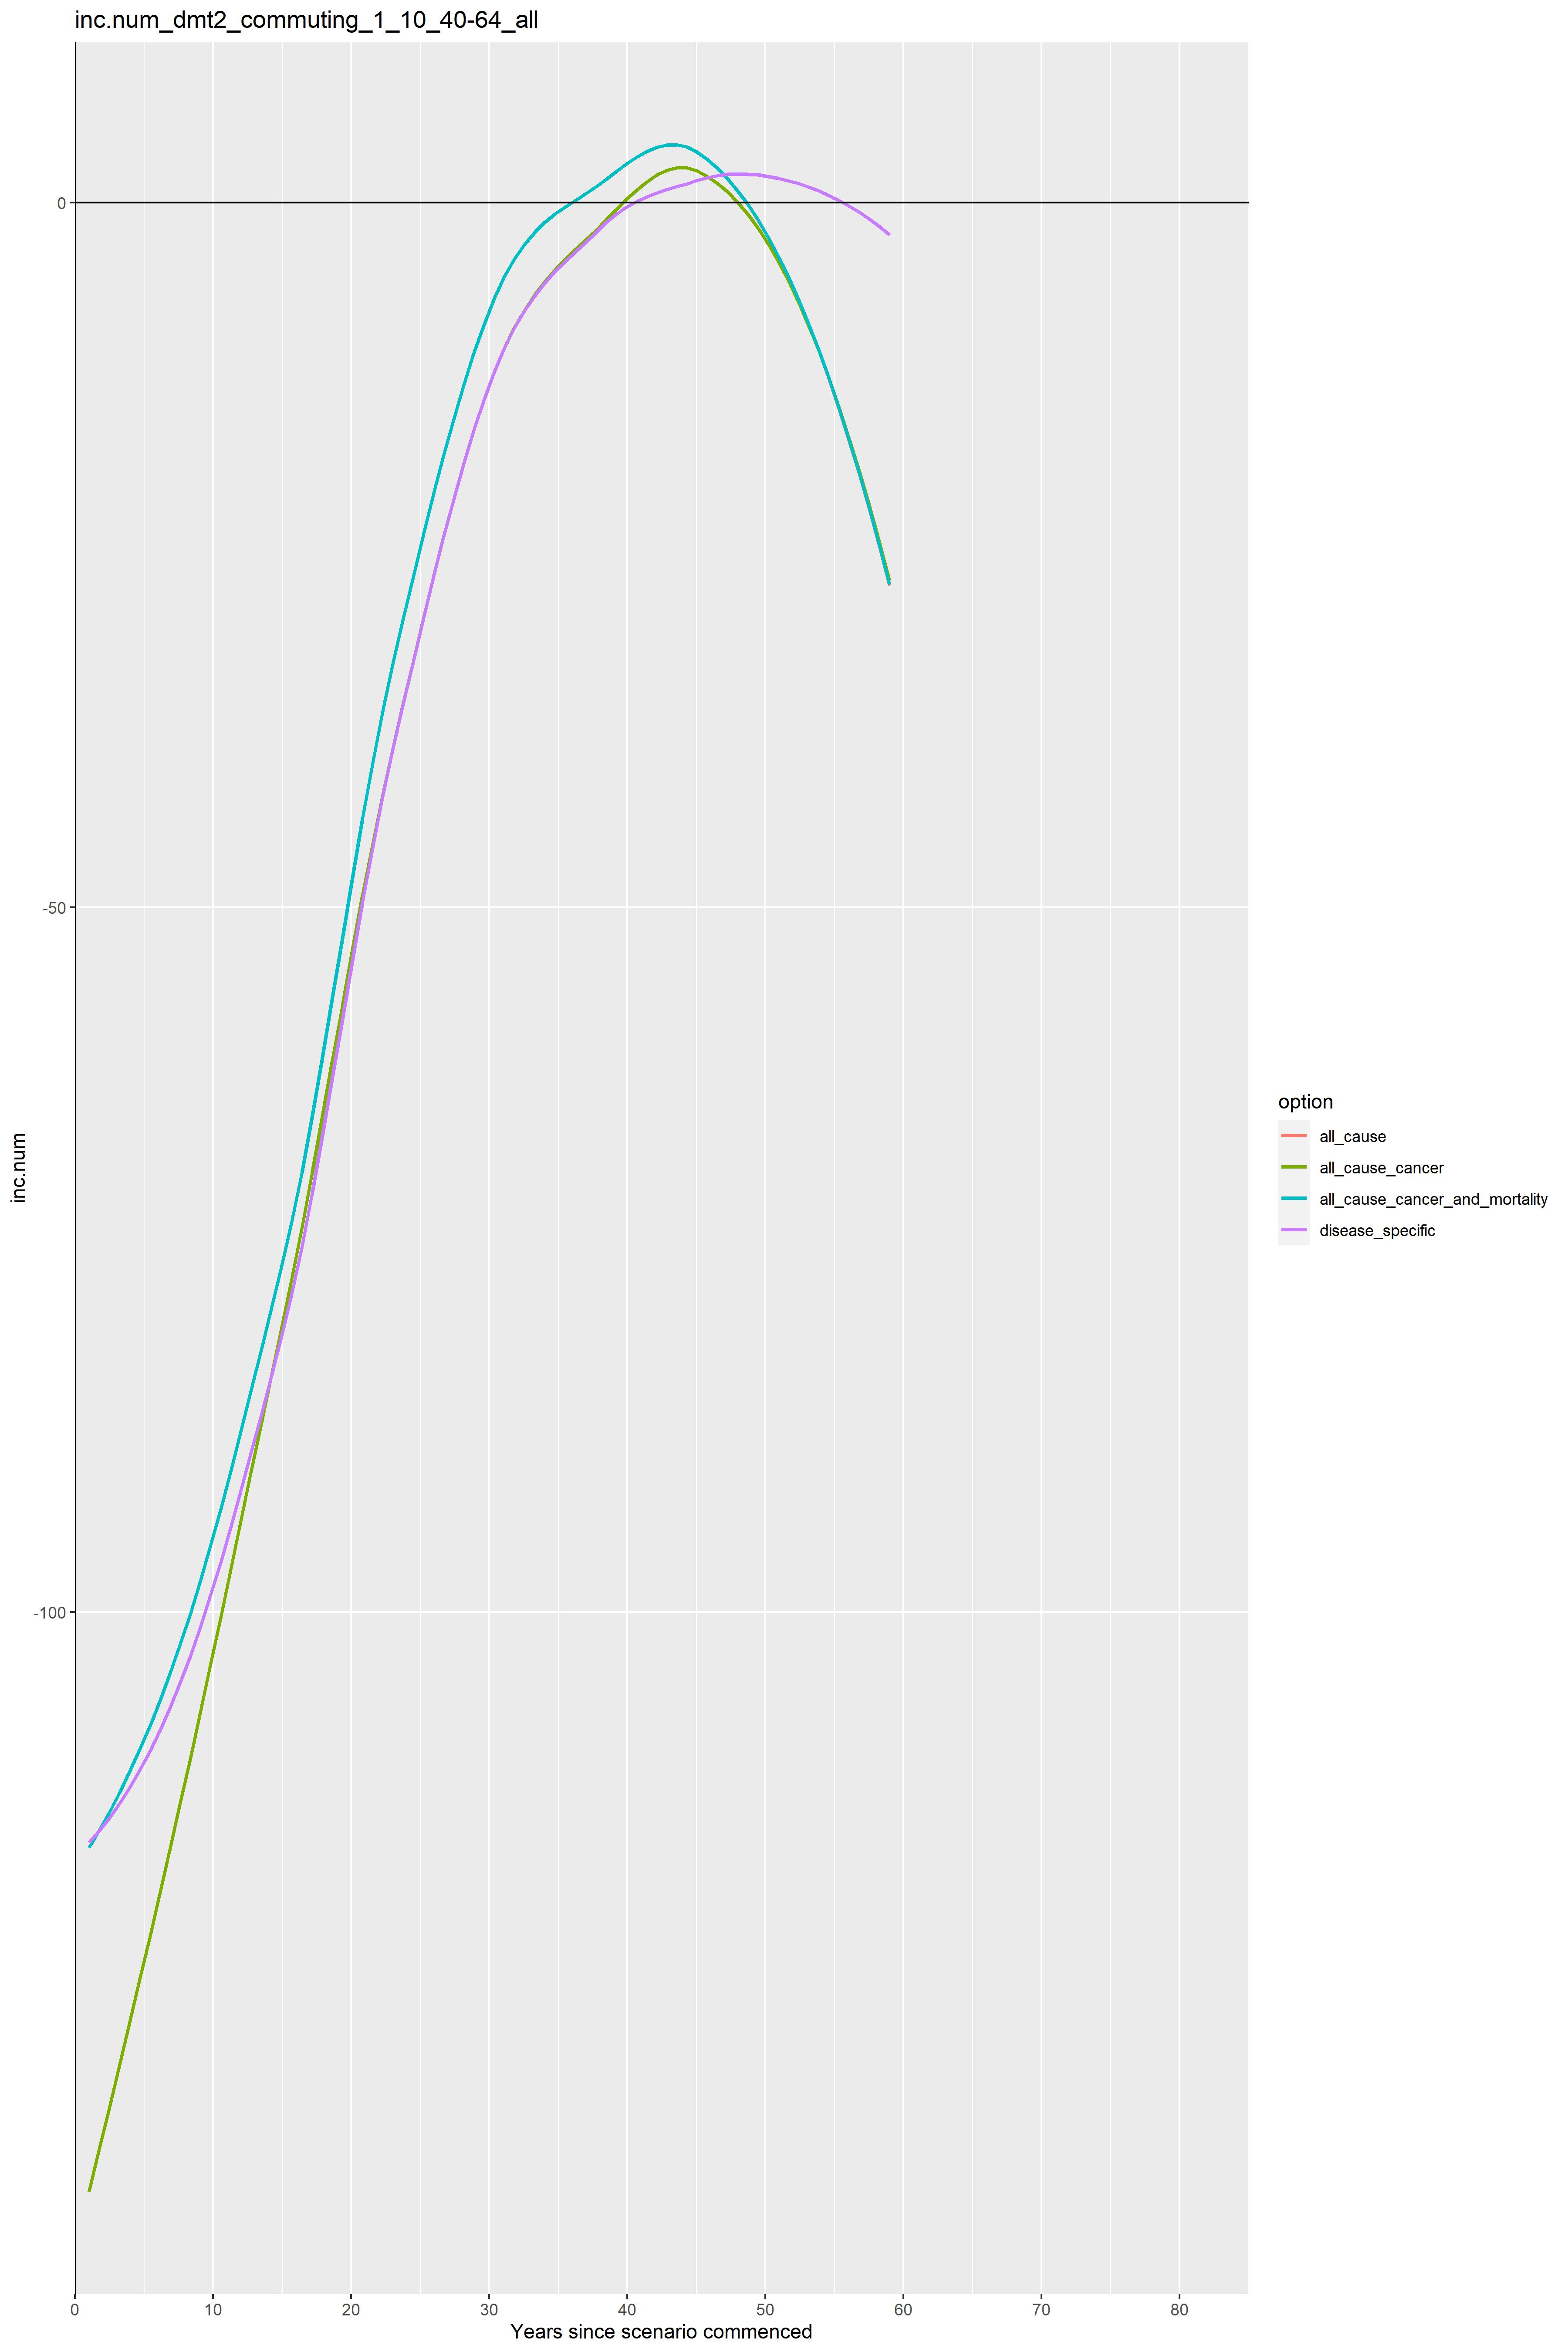 inc.num_dmt2_commuting_1_10_40-64_all
inc.num
0
-50
-100
0 10 20 30 40 50 60 70 80
Years since scenario commenced
option
all_cause
all_cause_cancer
all_cause_cancer_and_mortality
disease_specific